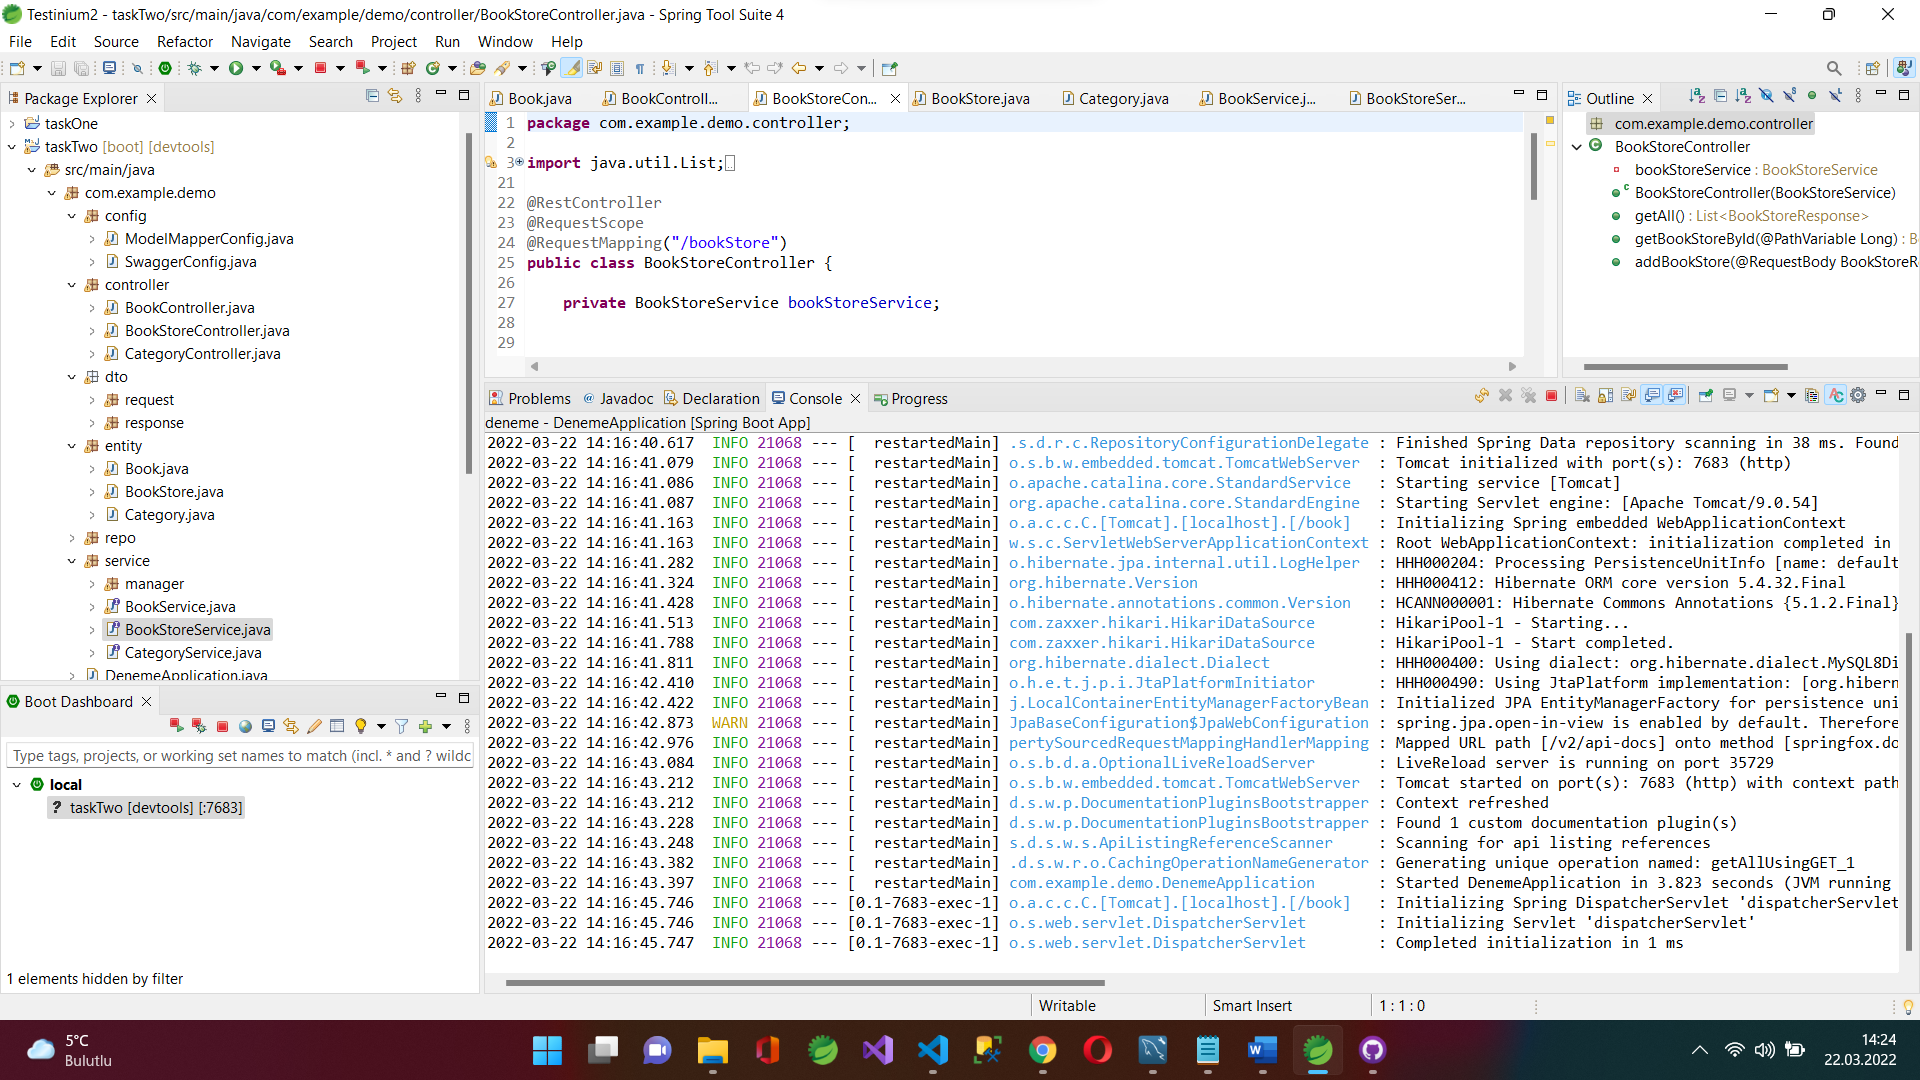 Testinium2 - taskTwo/src/main/java/com/example/demo/controller/BookStoreController.java - Spring Tool Suite 4
File Edit Source Refactor Navigate Search Project Run Window Help
Package Explorer
taskOne
taskTwo [boot] [devtools]
src/main/java
com.example.demo
config
ModelMapperConfig.java
SwaggerConfig.java
controller
BookController.java
BookStoreController.java
CategoryController.java
dto
request
response
entity
Book.java
BookStore.java
Category.java
repo
service
manager
BookService.java
BookStoreService.java
CategoryService.java
DenemeApplication.java
Boot Dashboard
Type tags, projects, or working set names to match (incl. * and ? wildc
local
? taskTwo [devtools] [:7683]
1 elements hidden by filter
Book.java BookControll... BookStoreCon... BookStore.java Category.java BookService.j... BookStoreSer...
1 package com.example.demo.controller;
2
3 import java.util.List;
21
22 @RestController
23 @RequestScope
24 @RequestMapping("/bookStore")
25 public class BookStoreController {
26
27 private BookStoreService bookStoreService;
28
29
Outline
com.example.demo.controller
BookStoreController
bookStoreService : BookStoreService
BookStoreController(BookStoreService)
getAll() : List<BookStoreResponse>
getBookStoreById(@PathVariable Long) : B
addBookStore(@RequestBody BookStoreR
Problems @ Javadoc Declaration Console Progress
deneme - DenemeApplication [Spring Boot App]
2022-03-22 14:16:40.617 INFO 21068 --- [ restartedMain] .s.d.r.c.RepositoryConfigurationDelegate : Finished Spring Data repository scanning in 38 ms. Found
2022-03-22 14:16:41.079 INFO 21068 --- [ restartedMain] o.s.b.w.embedded.tomcat.TomcatWebServer : Tomcat initialized with port(s): 7683 (http)
2022-03-22 14:16:41.086 INFO 21068 --- [ restartedMain] o.apache.catalina.core.StandardService : Starting service [Tomcat]
2022-03-22 14:16:41.087 INFO 21068 --- [ restartedMain] org.apache.catalina.core.StandardEngine : Starting Servlet engine: [Apache Tomcat/9.0.54]
2022-03-22 14:16:41.163 INFO 21068 --- [ restartedMain] o.a.c.c.C.[Tomcat].[localhost].[/book] : Initializing Spring embedded WebApplicationContext
2022-03-22 14:16:41.163 INFO 21068 --- [ restartedMain] w.s.c.ServletWebServerApplicationContext : Root WebApplicationContext: initialization completed in
2022-03-22 14:16:41.282 INFO 21068 --- [ restartedMain] o.hibernate.jpa.internal.util.LogHelper : HHH000204: Processing PersistenceUnitInfo [name: default
2022-03-22 14:16:41.324 INFO 21068 --- [ restartedMain] org.hibernate.Version : HHH000412: Hibernate ORM core version 5.4.32.Final
2022-03-22 14:16:41.428 INFO 21068 --- [ restartedMain] o.hibernate.annotations.common.Version : HCANN000001: Hibernate Commons Annotations {5.1.2.Final}
2022-03-22 14:16:41.513 INFO 21068 --- [ restartedMain] com.zaxxer.hikari.HikariDataSource : HikariPool-1 - Starting...
2022-03-22 14:16:41.788 INFO 21068 --- [ restartedMain] com.zaxxer.hikari.HikariDataSource : HikariPool-1 - Start completed.
2022-03-22 14:16:41.811 INFO 21068 --- [ restartedMain] org.hibernate.dialect.Dialect : HHH000400: Using dialect: org.hibernate.dialect.MySQL8Di
2022-03-22 14:16:42.410 INFO 21068 --- [ restartedMain] o.h.e.t.j.p.i.JtaPlatformInitiator : HHH000490: Using JtaPlatform implementation: [org.hibern
2022-03-22 14:16:42.422 INFO 21068 --- [ restartedMain] j.LocalContainerEntityManagerFactoryBean : Initialized JPA EntityManagerFactory for persistence uni
2022-03-22 14:16:42.873 WARN 21068 --- [ restartedMain] JpaBaseConfiguration$JpaWebConfiguration : spring.jpa.open-in-view is enabled by default. Therefore
2022-03-22 14:16:42.976 INFO 21068 --- [ restartedMain] pertySourcedRequestMappingHandlerMapping : Mapped URL path [/v2/api-docs] onto method [springfox.do
2022-03-22 14:16:43.084 INFO 21068 --- [ restartedMain] o.s.b.d.a.OptionalLiveReloadServer : LiveReload server is running on port 35729
2022-03-22 14:16:43.212 INFO 21068 --- [ restartedMain] o.s.b.w.embedded.tomcat.TomcatWebServer : Tomcat started on port(s): 7683 (http) with context path
2022-03-22 14:16:43.212 INFO 21068 --- [ restartedMain] d.s.w.p.DocumentationPluginsBootstrapper : Context refreshed
2022-03-22 14:16:43.228 INFO 21068 --- [ restartedMain] d.s.w.p.DocumentationPluginsBootstrapper : Found 1 custom documentation plugin(s)
2022-03-22 14:16:43.248 INFO 21068 --- [ restartedMain] s.d.s.w.s.ApiListingReferenceScanner : Scanning for api listing references
2022-03-22 14:16:43.382 INFO 21068 --- [ restartedMain] .d.s.w.r.o.CachingOperationNameGenerator : Generating unique operation named: getAllUsingGET_1
2022-03-22 14:16:43.397 INFO 21068 --- [ restartedMain] com.example.demo.DenemeApplication : Started DenemeApplication in 3.823 seconds (JVM running
2022-03-22 14:16:45.746 INFO 21068 --- [0.1-7683-exec-1] o.a.c.c.C.[Tomcat].[localhost].[/book] : Initializing Spring DispatcherServlet 'dispatcherServlet
2022-03-22 14:16:45.746 INFO 21068 --- [0.1-7683-exec-1] o.s.web.servlet.DispatcherServlet : Initializing Servlet 'dispatcherServlet'
2022-03-22 14:16:45.747 INFO 21068 --- [0.1-7683-exec-1] o.s.web.servlet.DispatcherServlet : Completed initialization in 1 ms
Writable Smart Insert 1 : 1 : 0
5°C
Bulutlu
14:24
22.03.2022